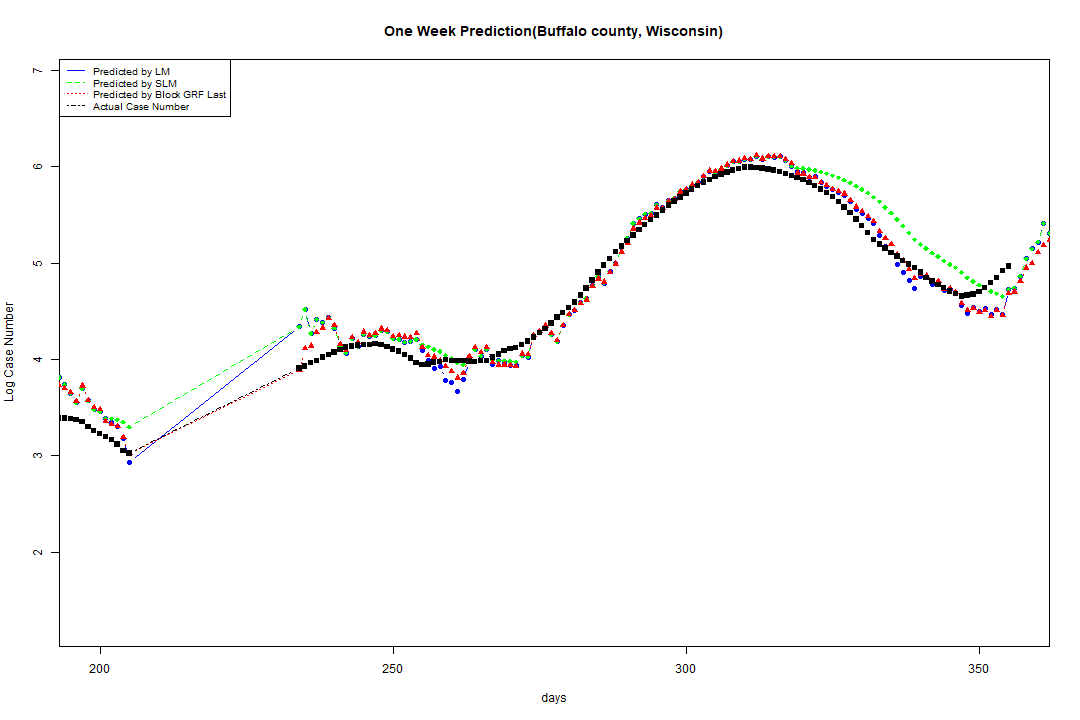 One Week Prediction(Buffalo county, Wisconsin)
Predicted by LM
Predicted by SLM
Predicted by Block GRF Last
Actual Case Number
7
6
5
4
3
2
Log Case Number
200 250 300 350
days